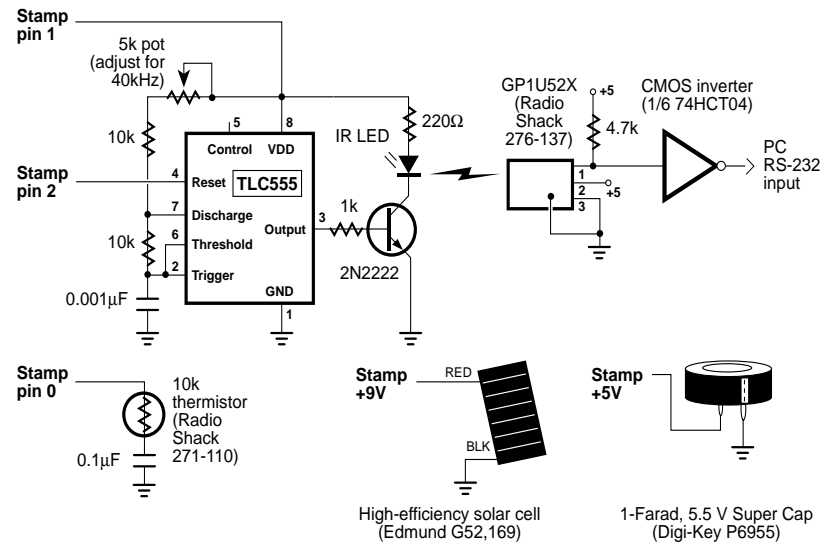 Stamp
pin 1
5k pot
(adjust for
40kHz)
10k
Stamp
pin 2
10k
0.001µF
5
8
Control
VDD
4
Reset
TLC555
7
Discharge
6
Threshold
Output
3
2
Trigger
GND
1
1k
IR LED
220Ω
2N2222
GP1U52X
(Radio
Shack
276-137)
+5
4.7k
1
+5
2
3
CMOS inverter
(1/6 74HCT04)
PC
RS-232
input
Stamp
pin 0
10k
thermistor
(Radio
Shack
271-110)
0.1µF
Stamp
+9V
RED
BLK
High-efficiency solar cell
(Edmund G52,169)
Stamp
+5V
1-Farad, 5.5 V Super Cap
(Digi-Key P6955)